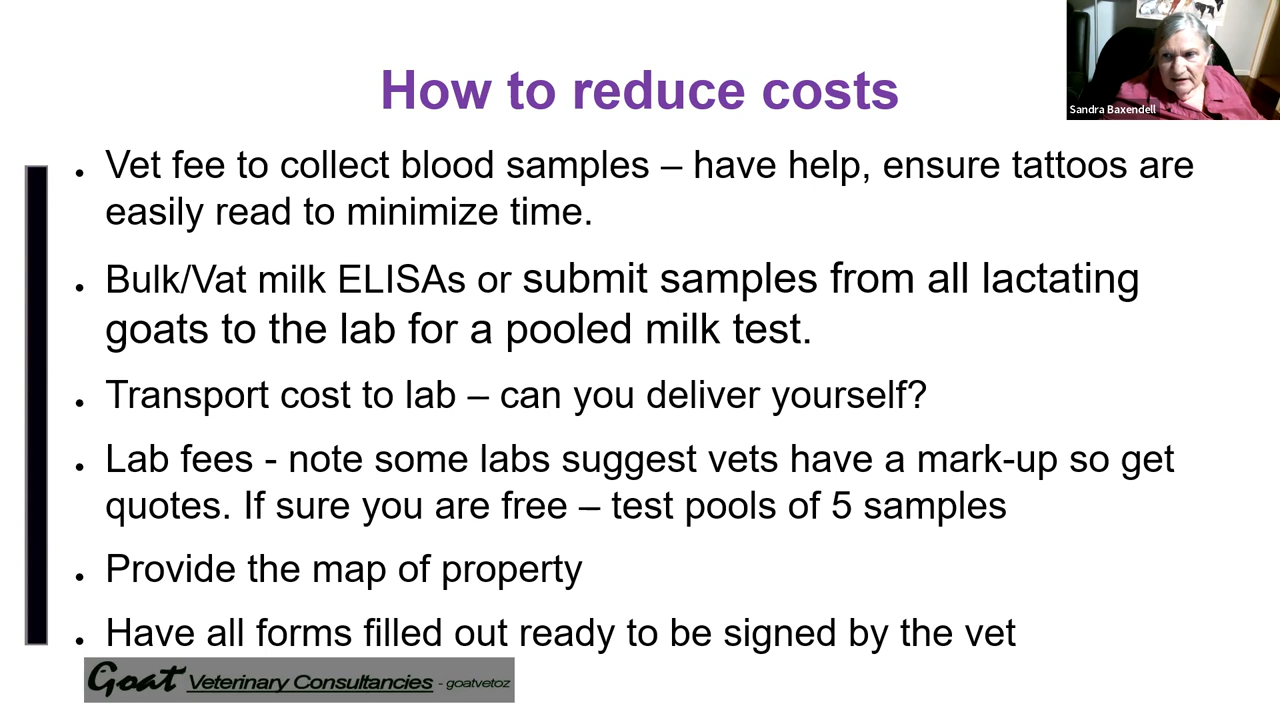 How to reduce costs
Sandra Baxendell
• Vet fee to collect blood samples – have help, ensure tattoos are
easily read to minimize time.
• Bulk/Vat milk ELISAs or submit samples from all lactating
goats to the lab for a pooled milk test.
• Transport cost to lab – can you deliver yourself?
• Lab fees - note some labs suggest vets have a mark-up so get
quotes. If sure you are free – test pools of 5 samples
• Provide the map of property
• Have all forms filled out ready to be signed by the vet
Goat Veterinary Consultancies - goatvetoz